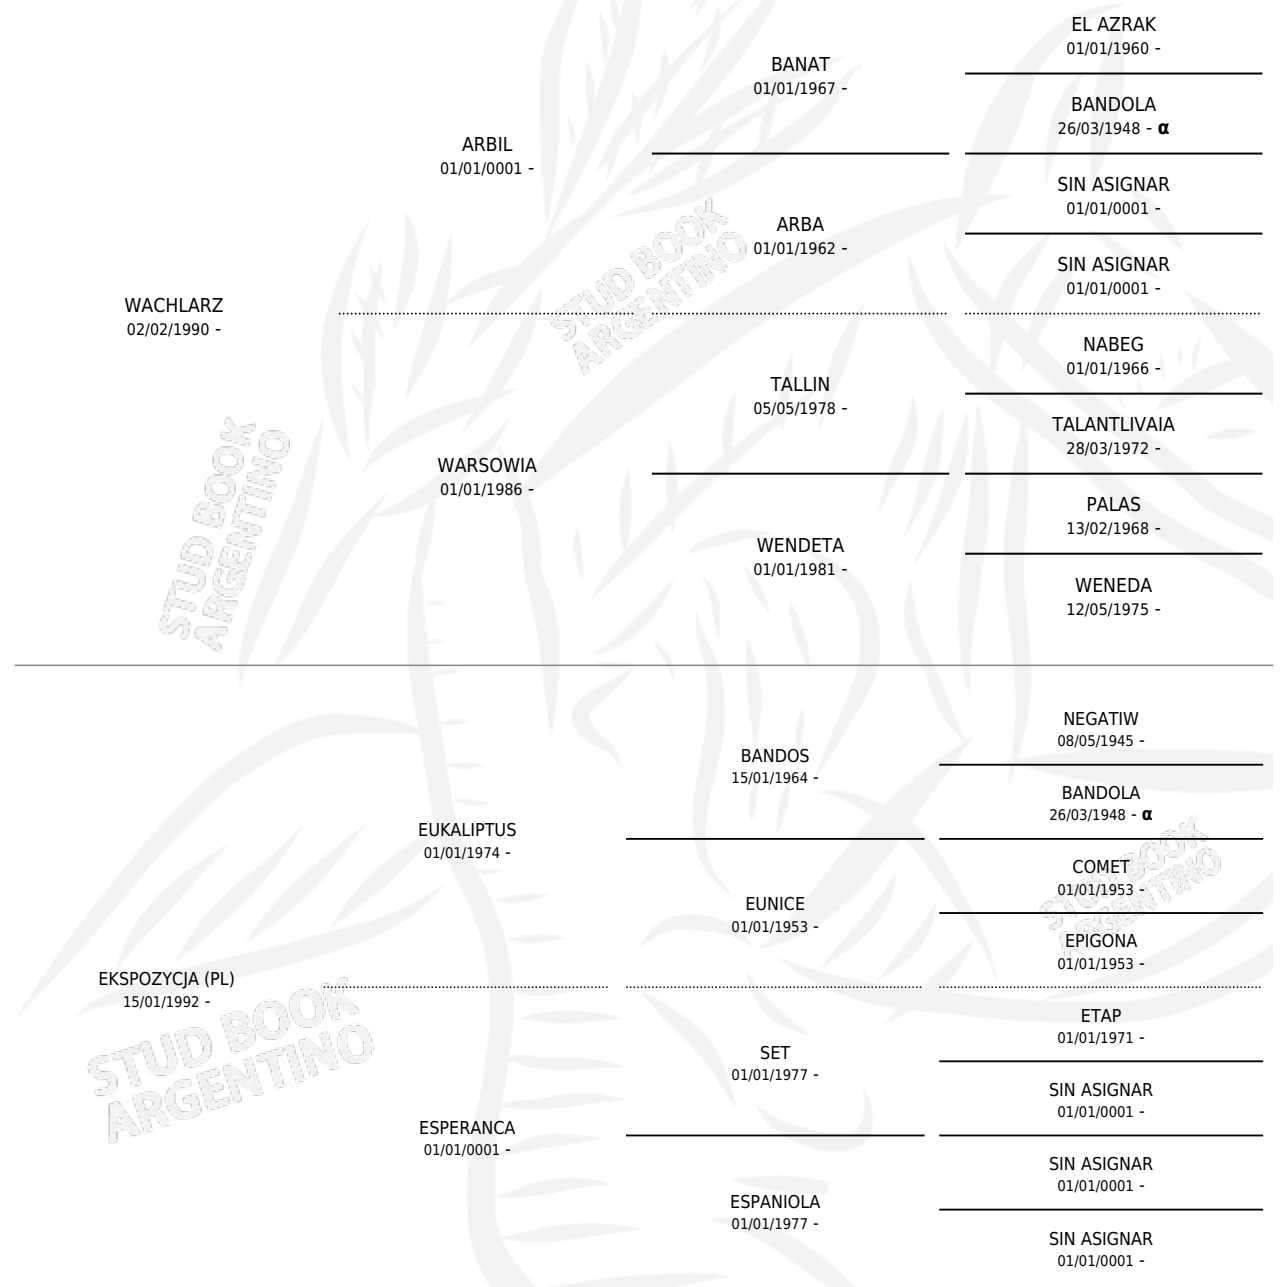 EL AZRAK
01/01/1960 -
BANAT
01/01/1967 -
BANDOLA
26/03/1948 - α
ARBIL
01/01/0001 -
SIN ASIGNAR
01/01/0001 -
ARBA
01/01/1962 -
SIN ASIGNAR
01/01/0001 -
WACHLARZ
02/02/1990 -
NABEG
01/01/1966 -
TALLIN
05/05/1978 -
TALANTLIVAIA
28/03/1972 -
WARSOWIA
01/01/1986 -
PALAS
13/02/1968 -
WENDETA
01/01/1981 -
WENEDA
12/05/1975 -
NEGATIW
08/05/1945 -
BANDOS
15/01/1964 -
BANDOLA
26/03/1948 - α
EUKALIPTUS
01/01/1974 -
COMET
01/01/1953 -
EUNICE
01/01/1953 -
EPIGONA
01/01/1953 -
EKSPOZYCJA (PL)
15/01/1992 -
ETAP
01/01/1971 -
SET
01/01/1977 -
SIN ASIGNAR
01/01/0001 -
ESPERANCA
01/01/0001 -
SIN ASIGNAR
01/01/0001 -
ESPANIOLA
01/01/1977 -
SIN ASIGNAR
01/01/0001 -
STUD BOOK
ARGENTINO
STUD BOOK
ARGENTINO
STUD BOOK
ARGENTINO
STUD BOOK
ARGENTINO